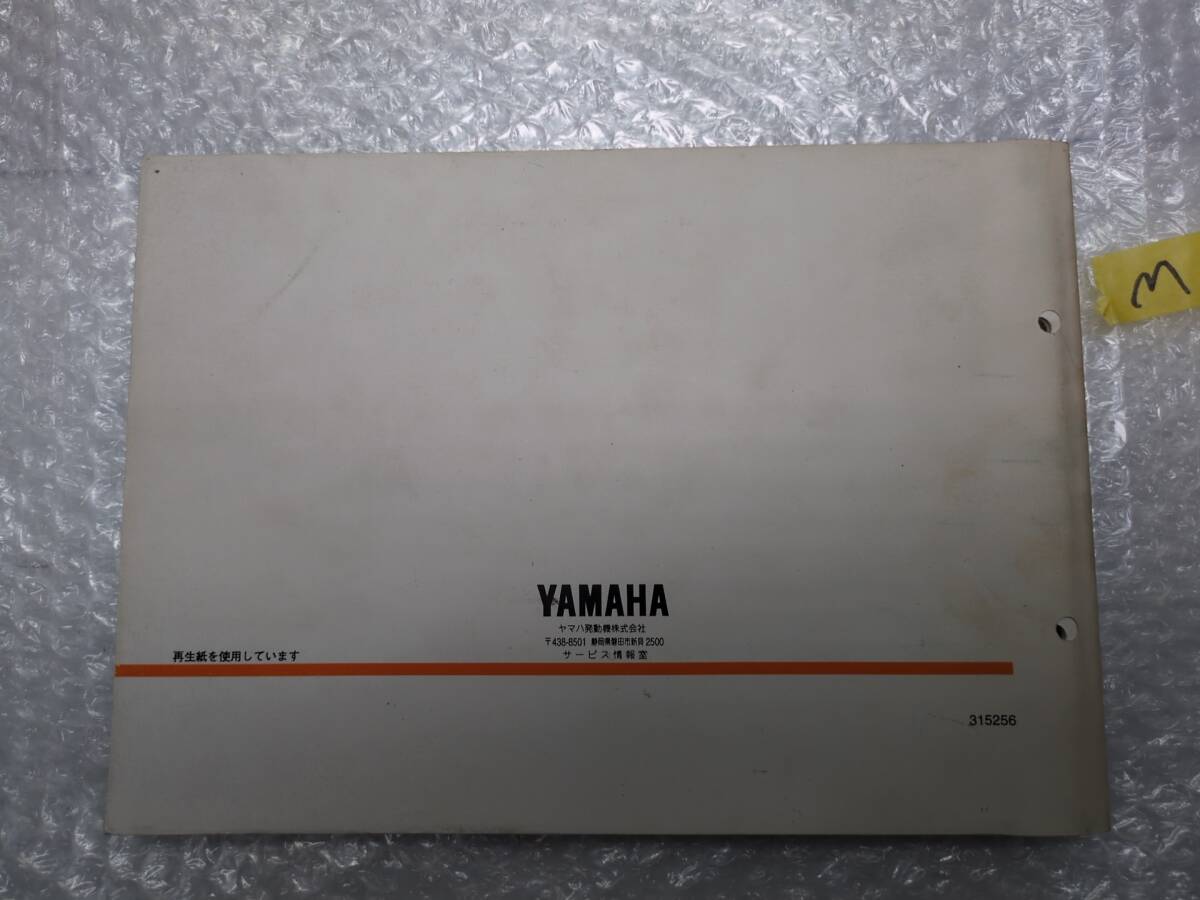 YAMAHA
ヤマハ発動機株式会社
〒438-8501 静岡県磐田市新貝2500
サービス情報室
再生紙を使用しています
315256
M